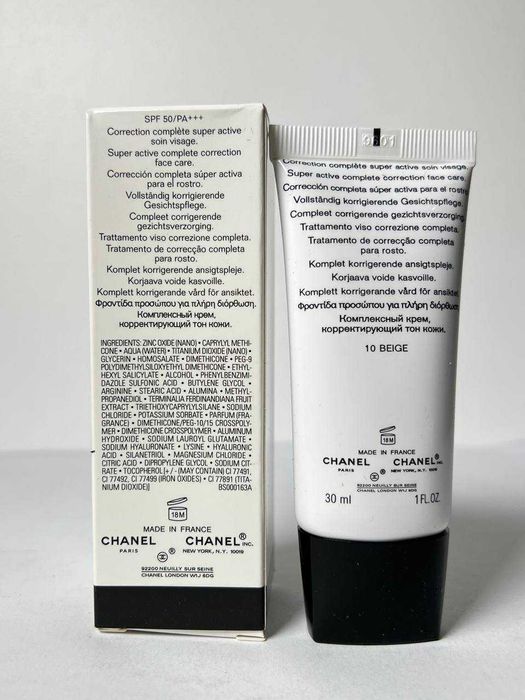 SPF 50/PA+++
Correction complète super active
soin visage.
Super active complete correction
face care.
Corrección completa súper activa
para el rostro.
Vollständig korrigierende
Gesichtspflege.
Compleet corrigerende
gezichtsverzorging.
Trattamento viso correzione completa.
Tratamento de correcção completa
para rosto.
Komplet korrigerende ansigtspleje.
Korjaava voide kasvoille.
Komplett korrigerande vård för ansiktet.
Φροντίδα προσώπου για πλήρη διόρθωση.
Комплексный крем,
корректирующий тон кожи.
INGREDIENTS: ZINC OXIDE (NANO) • CAPRYLYL METHI-
CONE • AQUA (WATER) • TITANIUM DIOXIDE (NANO) •
GLYCERIN • HOMOSALATE • DIMETHICONE • PEG-9
POLYDIMETHYLSILOXYETHYL DIMETHICONE • ETHYL-
HEXYL SALICYLATE • ALCOHOL • PHENYLBENZIMI-
DAZOLE SULFONIC ACID • BUTYLENE GLYCOL •
ARGININE • STEARIC ACID • ALUMINA • METHYL-
PROPANEDIOL • TERMINALIA FERDINANDIANA FRUIT
EXTRACT • TRIETHOXYCAPRYLYLSILANE • SODIUM
CHLORIDE • POTASSIUM SORBATE • PARFUM (FRA-
GRANCE) • DIMETHICONE/PEG-10/15 CROSSPOLY-
MER • DIMETHICONE CROSSPOLYMER • ALUMINUM
HYDROXIDE • SODIUM LAUROYL GLUTAMATE •
SODIUM HYALURONATE • LYSINE • HYALURONIC
ACID • SILANETRIOL • MAGNESIUM CHLORIDE •
CITRIC ACID • DIPROPYLENE GLYCOL • SODIUM CIT-
RATE • TOCOPHEROL [+/- (MAY CONTAIN) CI 77491,
CI 77492, CI 77499 (IRON OXIDES) • CI 77891 (TITA-
NIUM DIOXIDE)] BS000163A
18M
MADE IN FRANCE
CHANEL CHANEL® INC.
PARIS NEW YORK, N.Y. 10019
92200 NEUILLY SUR SEINE
CHANEL LONDON W1J 6DG
9601
Correction complète super active soin visage.
Super active complete correction face care.
Corrección completa súper activa para el rostro.
Vollständig korrigierende Gesichtspflege.
Compleet corrigerende gezichtsverzorging.
Trattamento viso correzione completa.
Tratamento de correcção completa
para rosto.
Komplet korrigerende ansigtspleje.
Korjaava voide kasvoille.
Komplett korrigerande vård för ansiktet.
Φροντίδα προσώπου για πλήρη διόρθωση.
Комплексный крем,
корректирующий тон кожи.
10 BEIGE
18M
MADE IN FRANCE
CHANEL CHANEL® INC.
PARIS NEW YORK, N.Y. 10019
92200 NEUILLY SUR SEINE
CHANEL LONDON W1J 6DG
30 ml 1 FL.OZ.